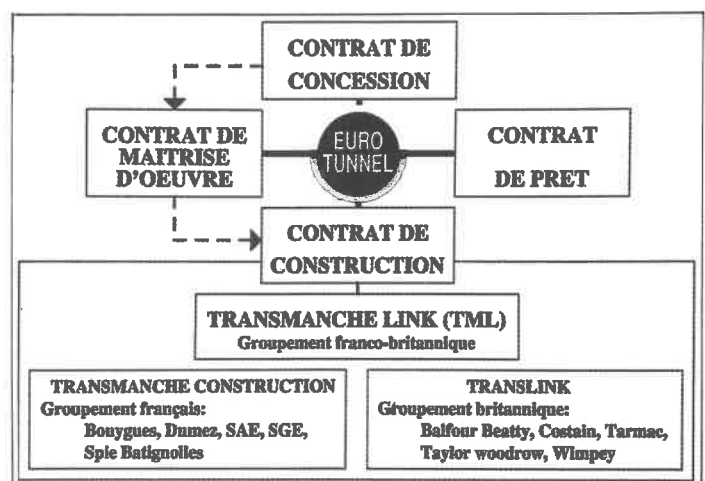 CONTRAT DE
CONCESSION
CONTRAT DE
MAITRISE
D'OEUVRE
EURO
TUNNEL
CONTRAT
DE PRET
CONTRAT DE
CONSTRUCTION
TRANSMANCHE LINK (TML)
Groupement franco-britannique
TRANSMANCHE CONSTRUCTION
Groupement français:
Bouygues, Dumez, SAE, SGE,
Spie Batignolles
TRANSLINK
Groupement britannique:
Balfour Beatty, Costain, Tarmac,
Taylor woodrow, Wimpey